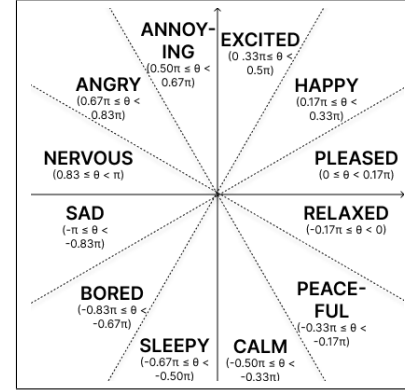 ANNOY-
ING
(0.50π ≤ θ <
0.67π)
EXCITED
(0 .33π≤ θ <
0.5π)
ANGRY
(0.67π ≤ θ <
0.83π)
HAPPY
(0.17π ≤ θ <
0.33π)
NERVOUS
(0.83 ≤ θ < π)
PLEASED
(0 ≤ θ < 0.17π)
SAD
(-π ≤ θ <
-0.83π)
RELAXED
(-0.17π ≤ θ < 0)
BORED
(-0.83π ≤ θ <
-0.67π)
PEACE-
FUL
(-0.33π ≤ θ <
-0.17π)
SLEEPY
(-0.67π ≤ θ <
-0.50π)
CALM
(-0.50π ≤ θ <
-0.33π)